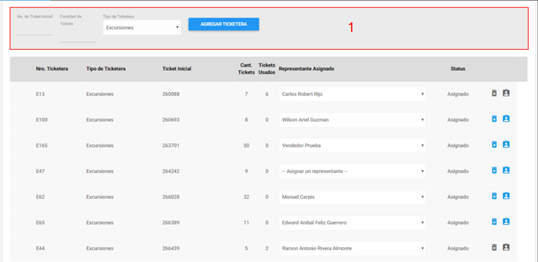 No. de Ticket Inicial
Cantidad de Tickets
Tipo de Ticketera
Excursiones
AGREGAR TICKETERA
1
Nro. Ticketera Tipo de Ticketera Ticket Inicial Cant. Tickets Tickets Usados Representante Asignado Status
E13 Excursiones 260088 7 6 Carlos Robert Rijo Asignado
E100 Excursiones 260693 8 0 Wilson Ariel Guzman Asignado
E165 Excursiones 263701 50 0 Vendedor Prueba Asignado
E47 Excursiones 264242 9 0 -- Asignar un representante -- Asignado
E62 Excursiones 266028 32 0 Manuel Carpio Asignado
E65 Excursiones 266389 11 0 Edward Anibal Feliz Guerrero Asignado
E44 Excursiones 266439 5 2 Ramon Antonio Rivera Almonte Asignado